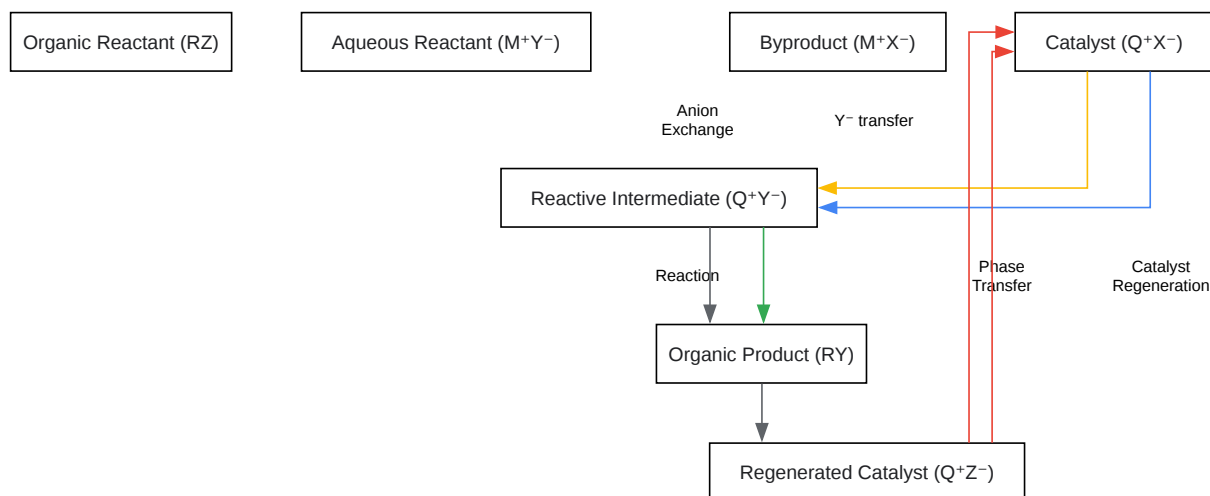 Organic Reactant (RZ)
Aqueous Reactant (M⁺Y⁻)
Byproduct (M⁺X⁻)
Catalyst (Q⁺X⁻)
Anion
Exchange
Y⁻ transfer
Reactive Intermediate (Q⁺Y⁻)
Reaction
Phase
Transfer
Catalyst
Regeneration
Organic Product (RY)
Regenerated Catalyst (Q⁺Z⁻)